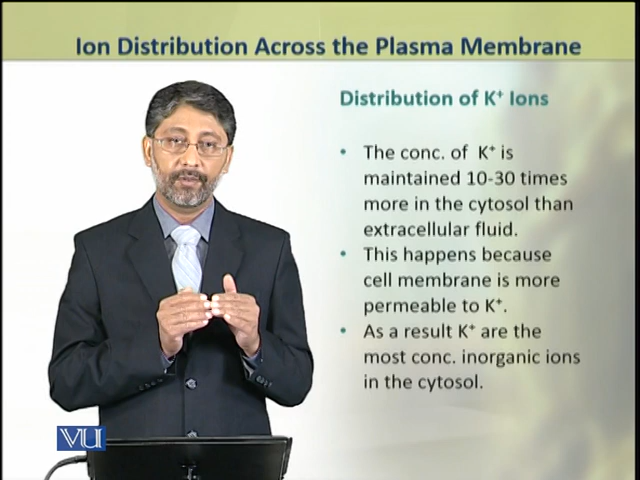 Ion Distribution Across the Plasma Membrane
Distribution of K⁺ Ions
• The conc. of K⁺ is
maintained 10-30 times
more in the cytosol than
extracellular fluid.
• This happens because
cell membrane is more
permeable to K⁺.
• As a result K⁺ are the
most conc. inorganic ions
in the cytosol.
VU